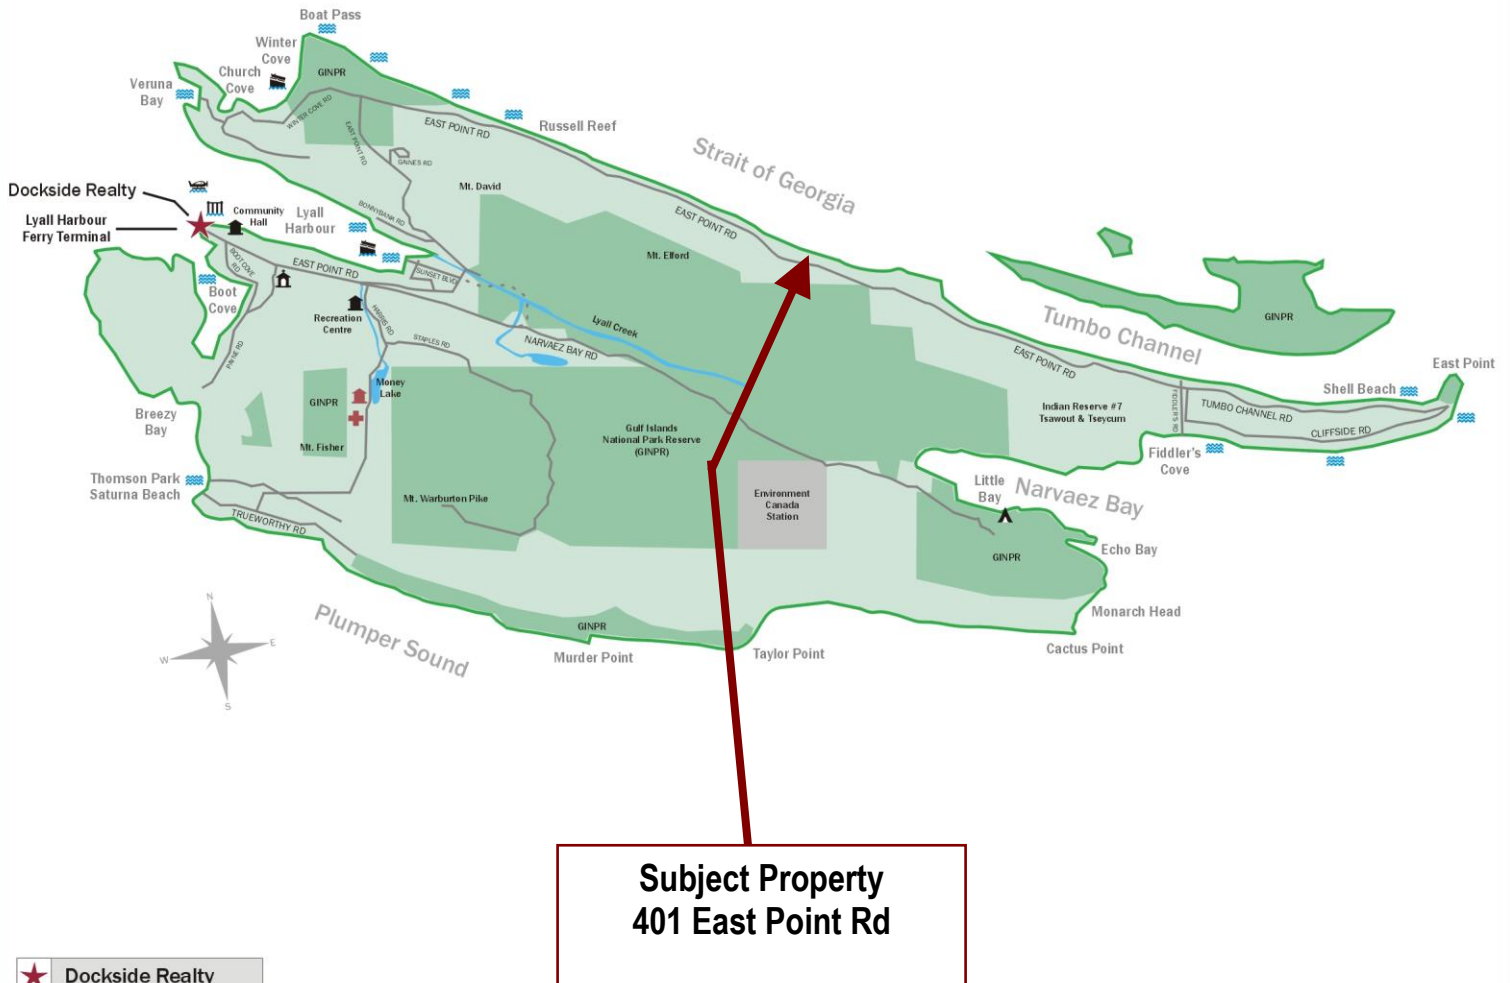 Boat Pass
Winter
Cove
Church
Cove
GINPR
Veruna
Bay
WINTER COVE RD
EAST POINT RD
EAST POINT RD
Russell Reef
GAINES RD
Strait of Georgia
Mt. David
Dockside Realty
Lyall Harbour
Ferry Terminal
Community
Hall
Lyall
Harbour
BONNYBANK RD
EAST POINT RD
Mt. Elford
BOOT COVE
RD
EAST POINT RD
SUNSET BLVD
Boot
Cove
Recreation
Centre
HARRIS RD
Lyall Creek
STAPLES RD
NARVAEZ BAY RD
PAYNE RD
Tumbo Channel
GINPR
EAST POINT RD
East Point
Shell Beach
Money
Lake
GINPR
Breezy
Bay
Mt. Fisher
Gulf Islands
National Park Reserve
(GINPR)
Indian Reserve #7
Tsawout & Tseycum
FIDDLER'S RD
TUMBO CHANNEL RD
CLIFFSIDE RD
Fiddler's
Cove
Thomson Park
Saturna Beach
Mt. Warburton Pike
Environment
Canada
Station
Little
Bay
Narvaez Bay
TRUEWORTHY RD
Echo Bay
GINPR
Monarch Head
Cactus Point
N
W
E
S
Plumper Sound
GINPR
Murder Point
Taylor Point
Subject Property
401 East Point Rd
Dockside Realty